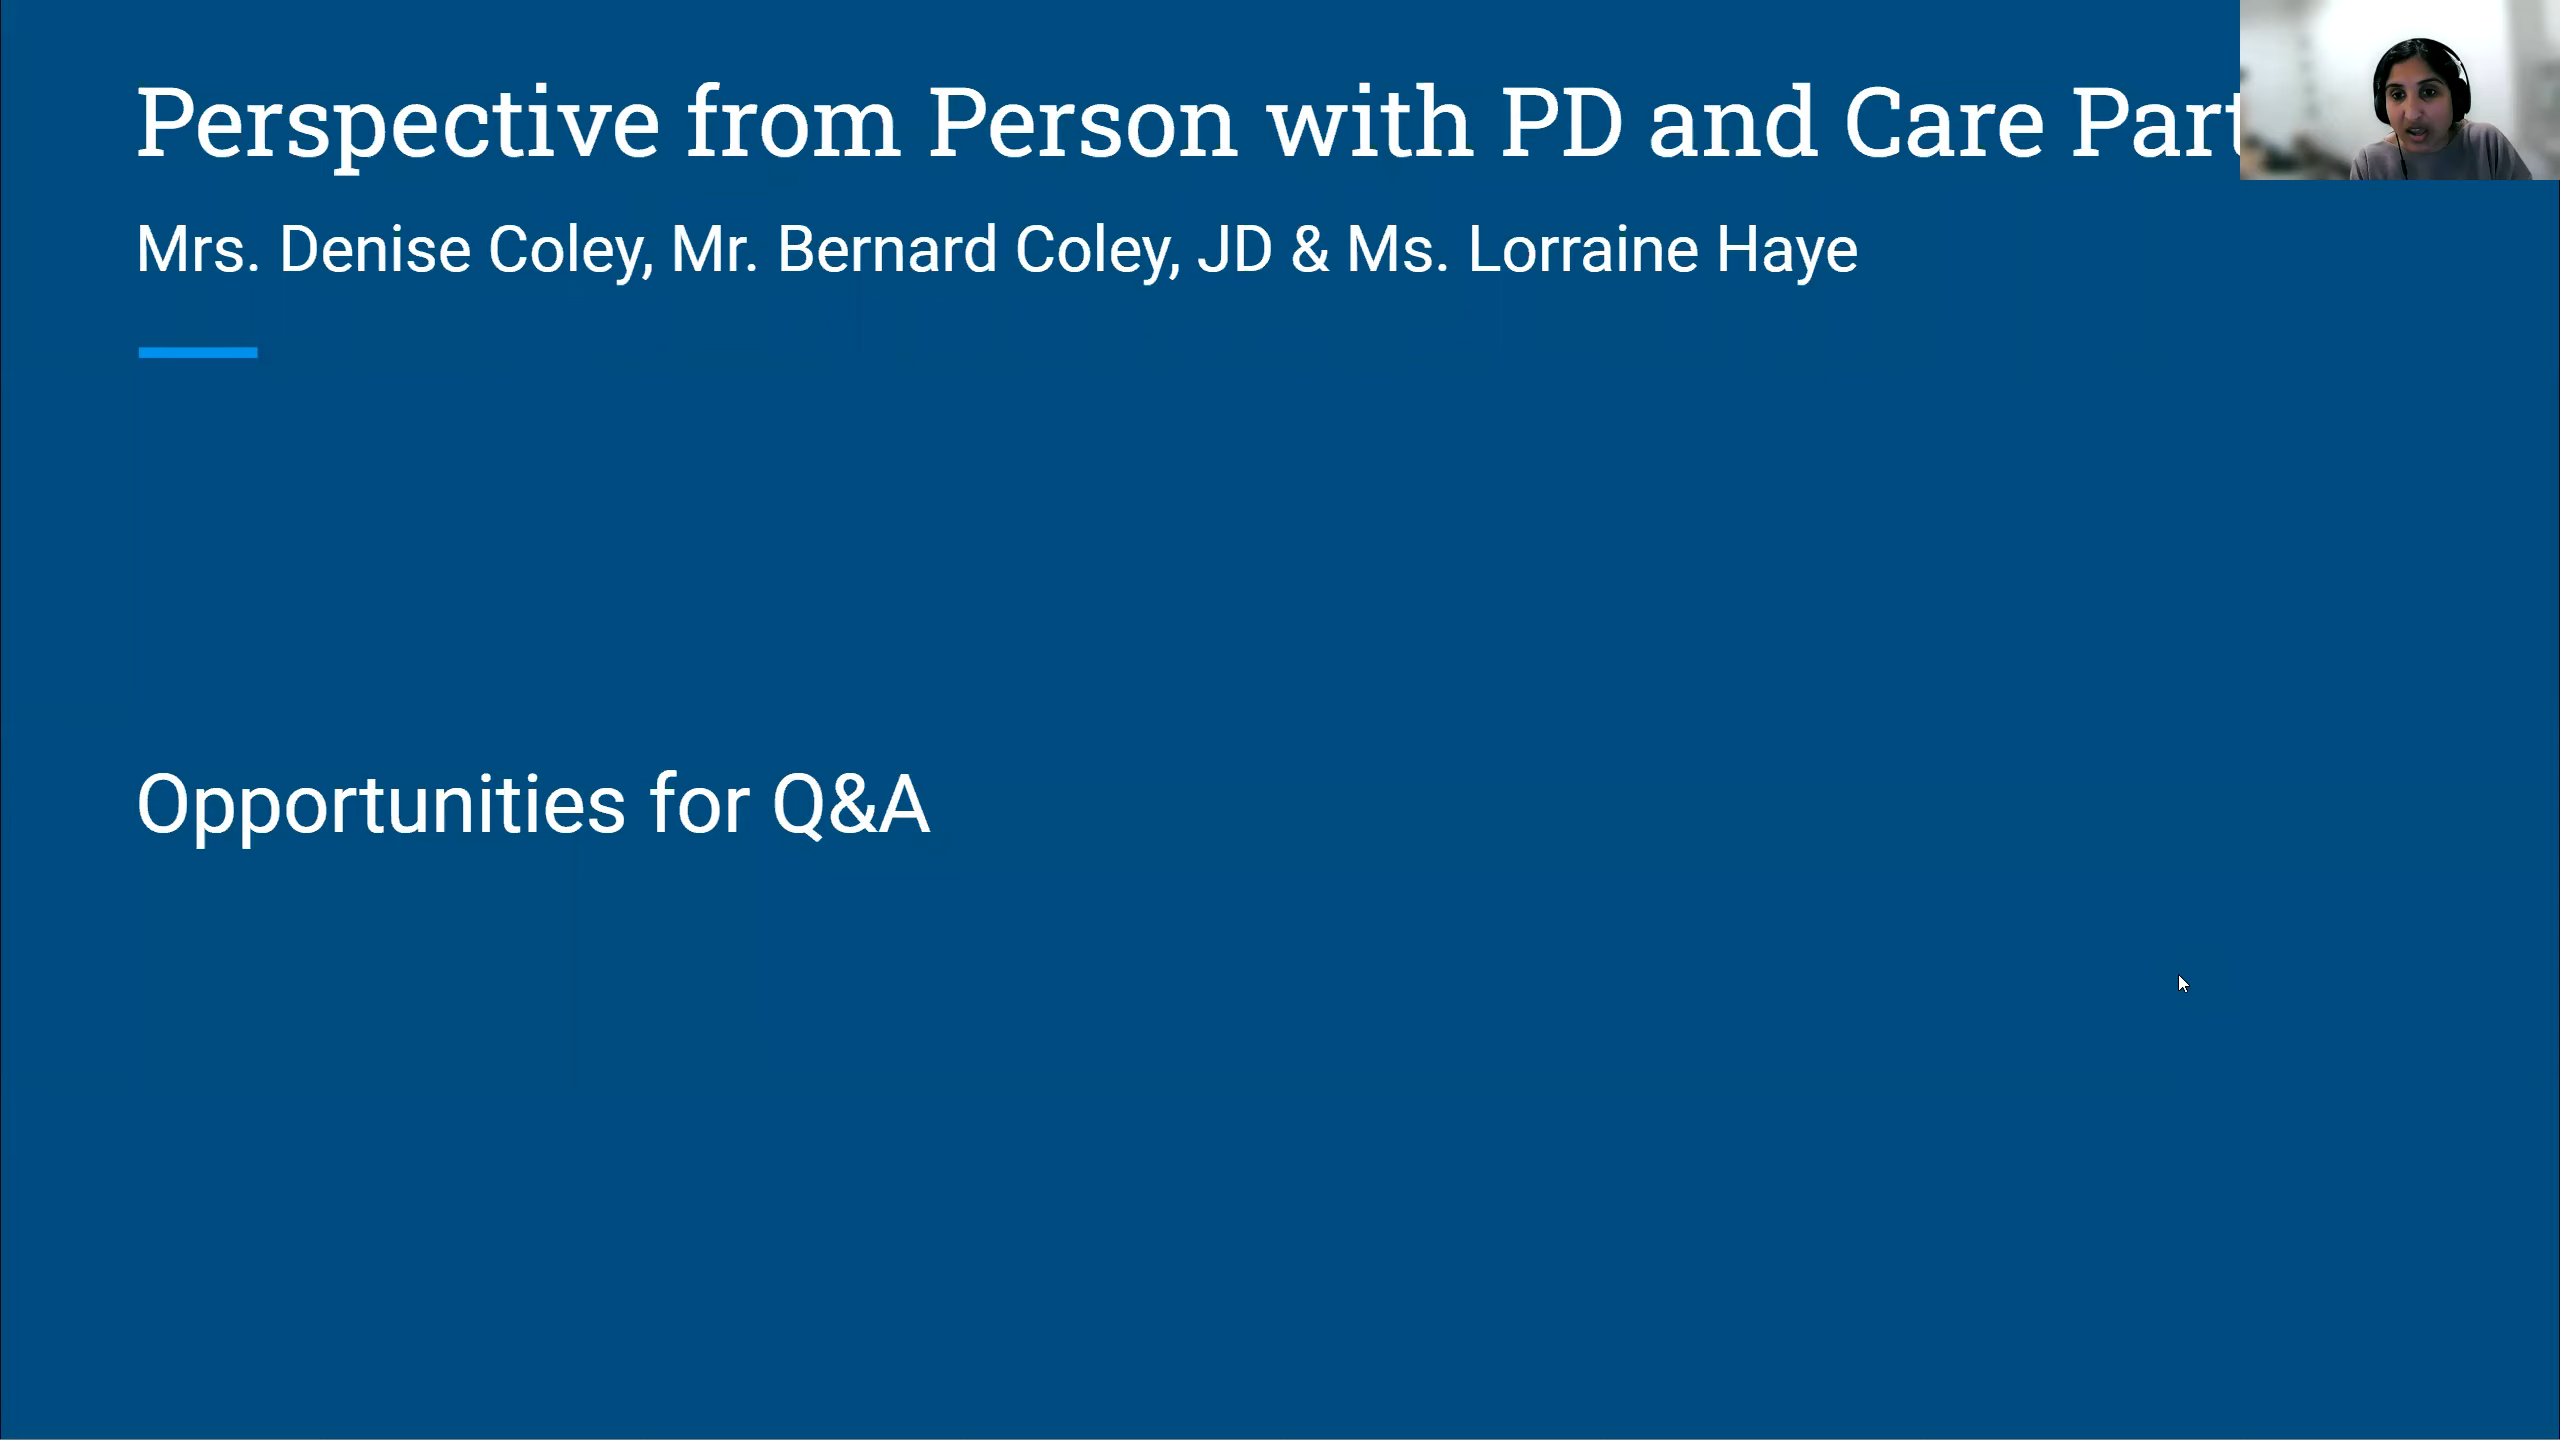 Perspective from Person with PD and Care
Mrs. Denise Coley, Mr. Bernard Coley, JD & Ms. Lorraine Haye
Opportunities for Q&A